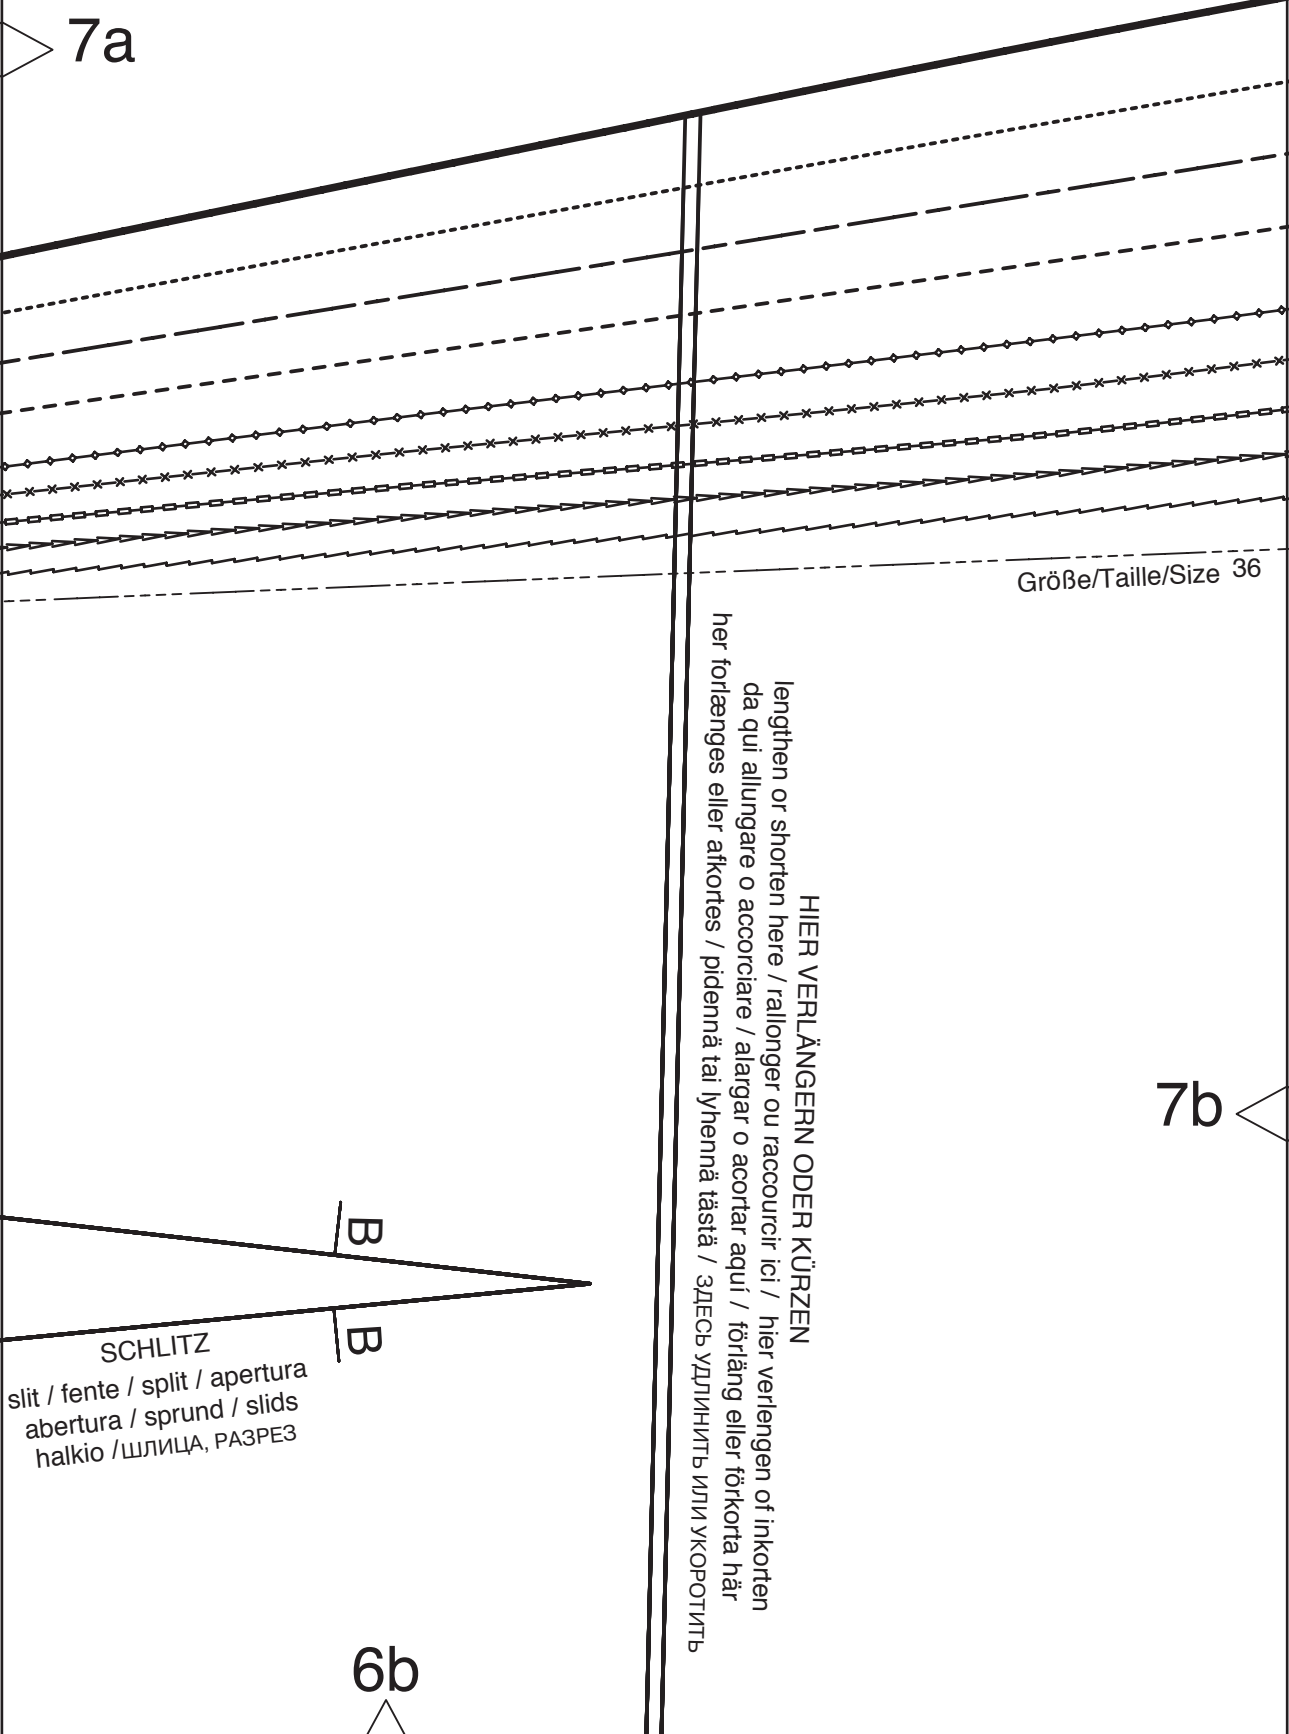 7a
Größe/Taille/Size 36
HIER VERLÄNGERN ODER KÜRZEN
lengthen or shorten here / rallonger ou raccourcir ici / hier verlengen of inkorten
da qui allungare o accorciare / alargar o acortar aquí / förläng eller förkorta här
her forlænges eller afkortes / pidennä tai lyhennä tästä / ЗДЕСЬ УДЛИНИТЬ ИЛИ УКОРОТИТЬ
7b
B
B
SCHLITZ
slit / fente / split / apertura
abertura / sprund / slids
halkio /ШЛИЦА, РАЗРЕЗ
6b